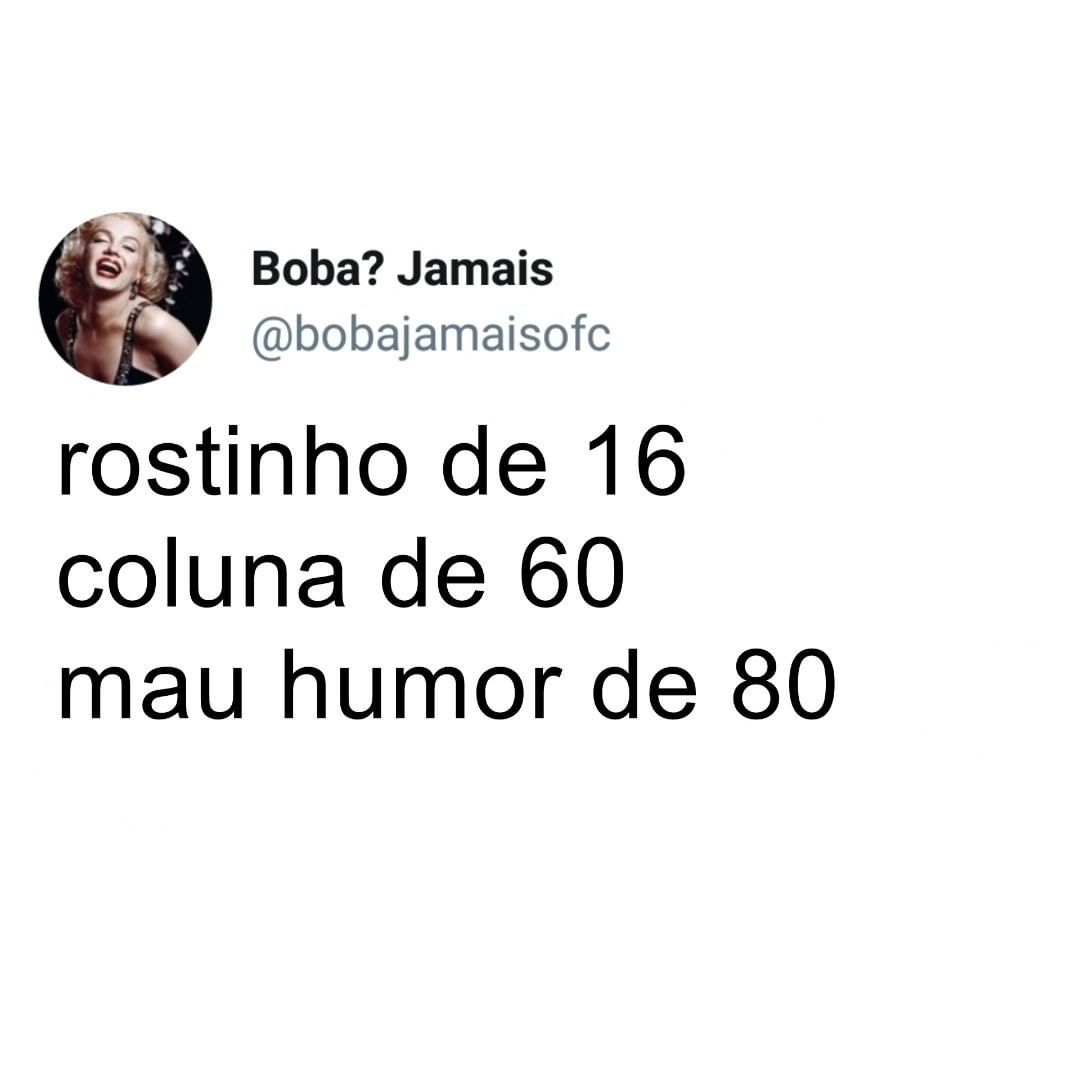 Boba? Jamais
@bobajamaisofc
rostinho de 16
coluna de 60
mau humor de 80